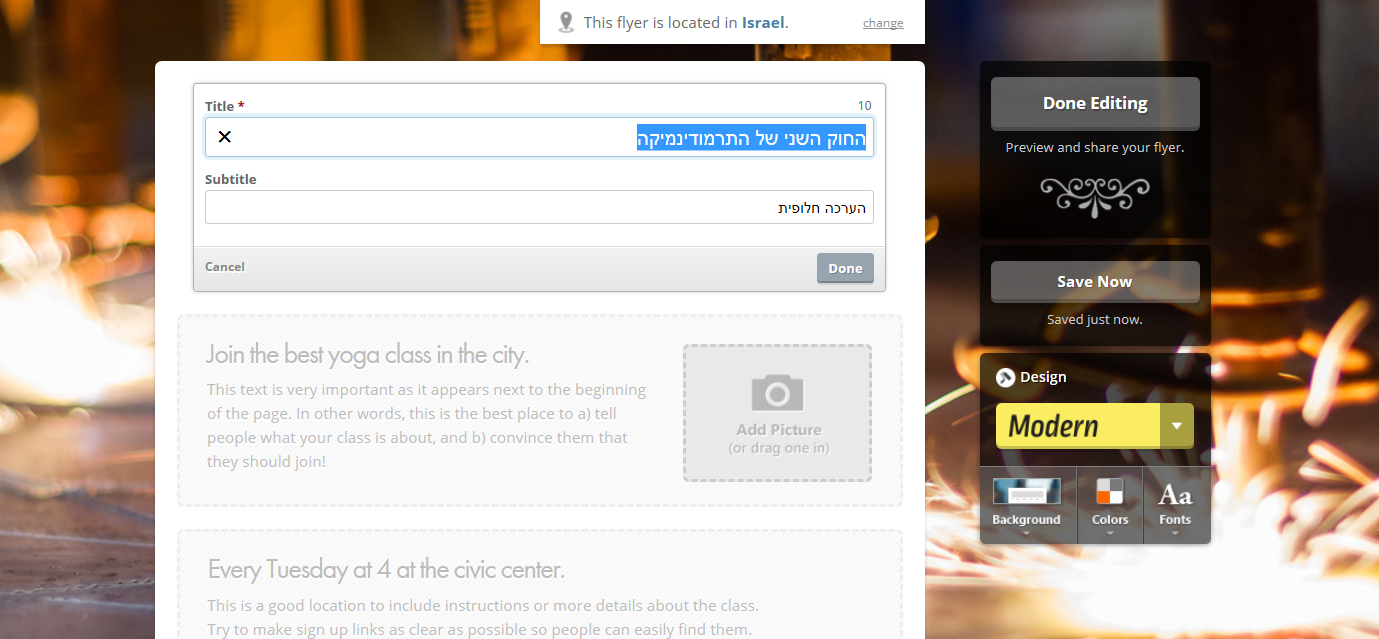 This flyer is located in Israel.
change
Title *
10
החוק השני של התרמודינמיקה
Subtitle
הערכה חלופית
Cancel
Done
Join the best yoga class in the city.
This text is very important as it appears next to the beginning
of the page. In other words, this is the best place to a) tell
people what your class is about, and b) convince them that
they should join!
Add Picture
(or drag one in)
Every Tuesday at 4 at the civic center.
This is a good location to include instructions or more details about the class.
Try to make sign up links as clear as possible so people can easily find them.
Done Editing
Preview and share your flyer.
Save Now
Saved just now.
Design
Modern
Background
Colors
Aa
Fonts